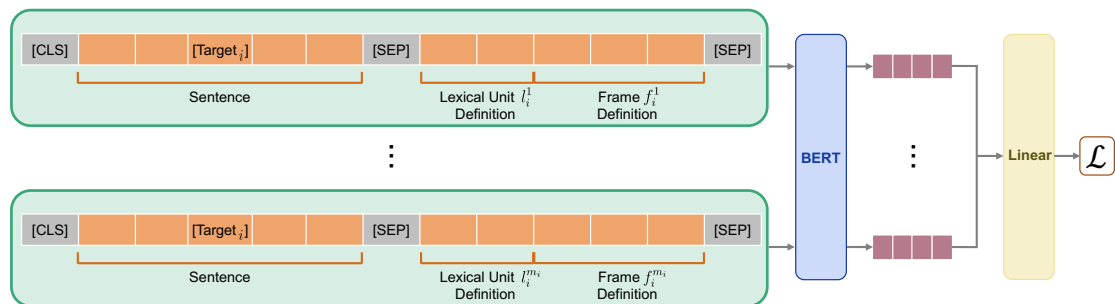 [CLS] [Target i] [SEP] [SEP]
Sentence
Lexical Unit l_i^1
Definition
Frame f_i^1
Definition
⋮
BERT
⋮
Linear
ℒ
[CLS] [Target i] [SEP] [SEP]
Sentence
Lexical Unit l_i^{m_i}
Definition
Frame f_i^{m_i}
Definition